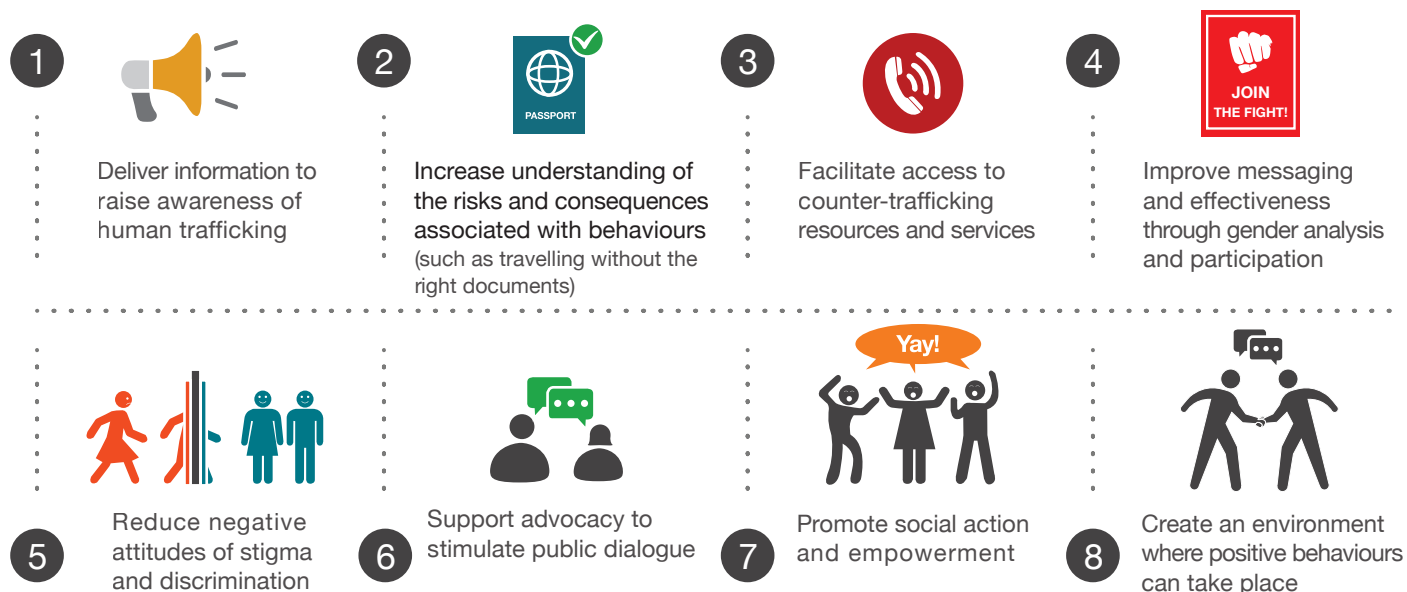 1
Deliver information to
raise awareness of
human trafficking
2
PASSPORT
Increase understanding of
the risks and consequences
associated with behaviours
(such as travelling without the
right documents)
3
Facilitate access to
counter-trafficking
resources and services
4
JOIN
THE FIGHT!
Improve messaging
and effectiveness
through gender analysis
and participation
5
Reduce negative
attitudes of stigma
and discrimination
6
Support advocacy to
stimulate public dialogue
7
Yay!
Promote social action
and empowerment
8
Create an environment
where positive behaviours
can take place